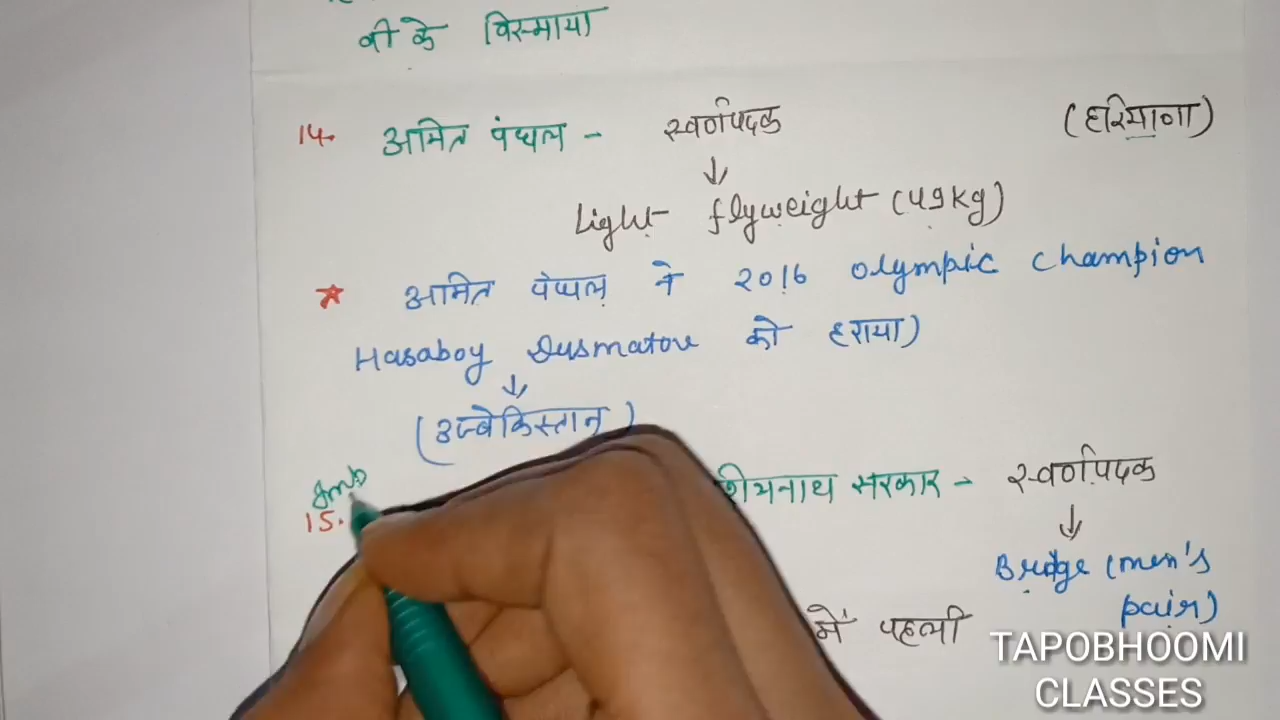 वी के विस्माया
14. अमित पंघल - स्वर्णपदक (हरियाणा)
↓
Light flyweight (49kg)
★ अमित पंघल ने 2016 olympic champion
Hasaboy Dusmatov को हराया)
↓
(उज्बेकिस्तान)
Imp
15. सरकार - स्वर्णपदक
↓
Bridge (men's
pair)
में पहली
TAPOBHOOMI
CLASSES